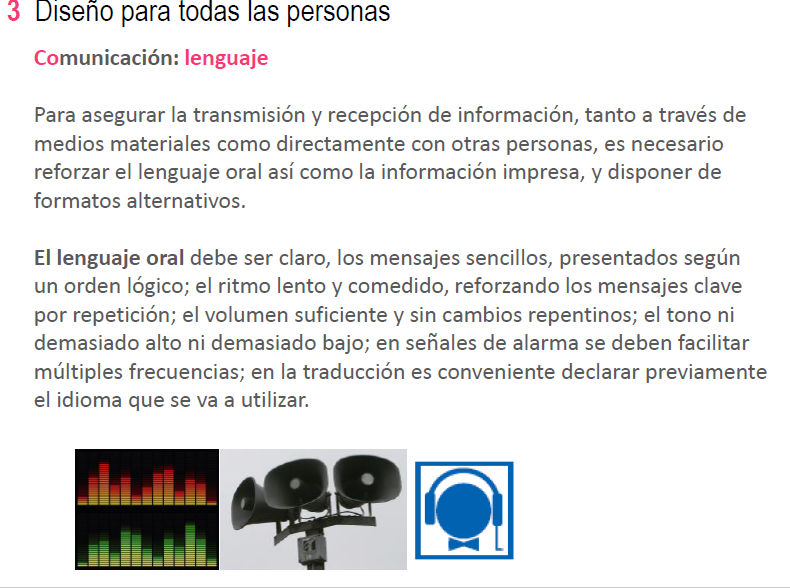 3 Diseño para todas las personas
Comunicación: lenguaje
Para asegurar la transmisión y recepción de información, tanto a través de
medios materiales como directamente con otras personas, es necesario
reforzar el lenguaje oral así como la información impresa, y disponer de
formatos alternativos.
El lenguaje oral debe ser claro, los mensajes sencillos, presentados según
un orden lógico; el ritmo lento y comedido, reforzando los mensajes clave
por repetición; el volumen suficiente y sin cambios repentinos; el tono ni
demasiado alto ni demasiado bajo; en señales de alarma se deben facilitar
múltiples frecuencias; en la traducción es conveniente declarar previamente
el idioma que se va a utilizar.